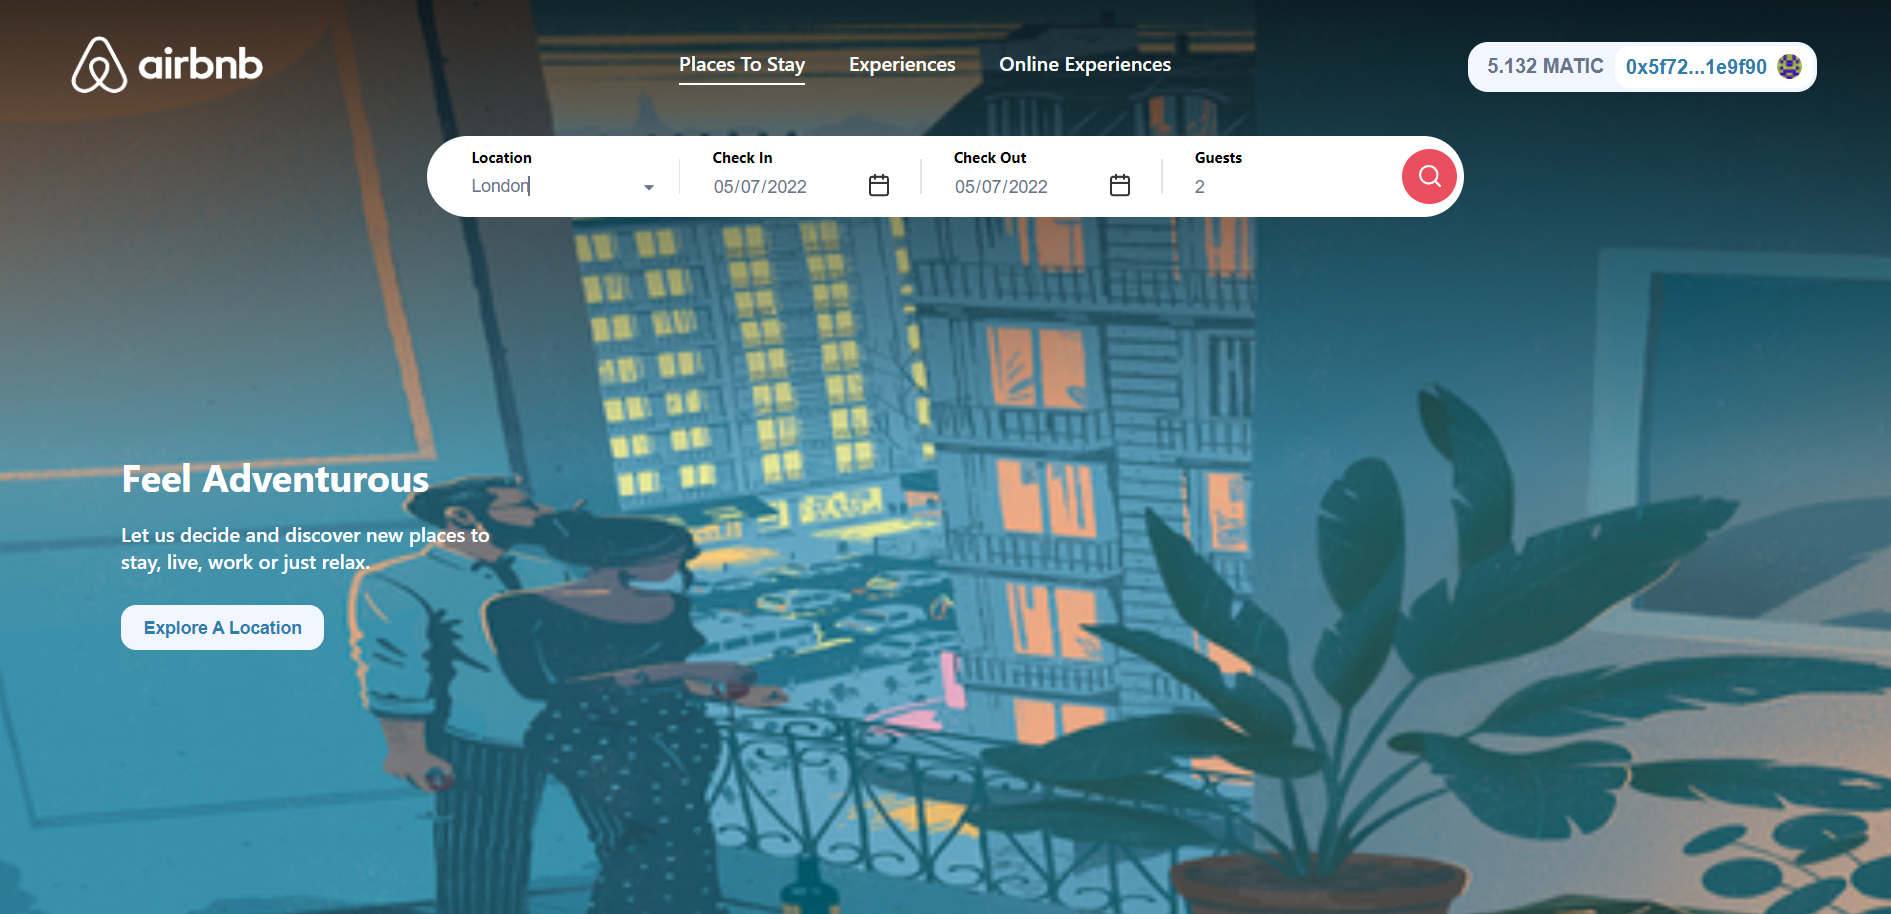 airbnb
Places To Stay
Experiences
Online Experiences
5.132 MATIC
0x5f72...1e9f90
Location
Check In
Check Out
Guests
London
05/07/2022
05/07/2022
2
Feel Adventurous
Let us decide and discover new places to
stay, live, work or just relax.
Explore A Location